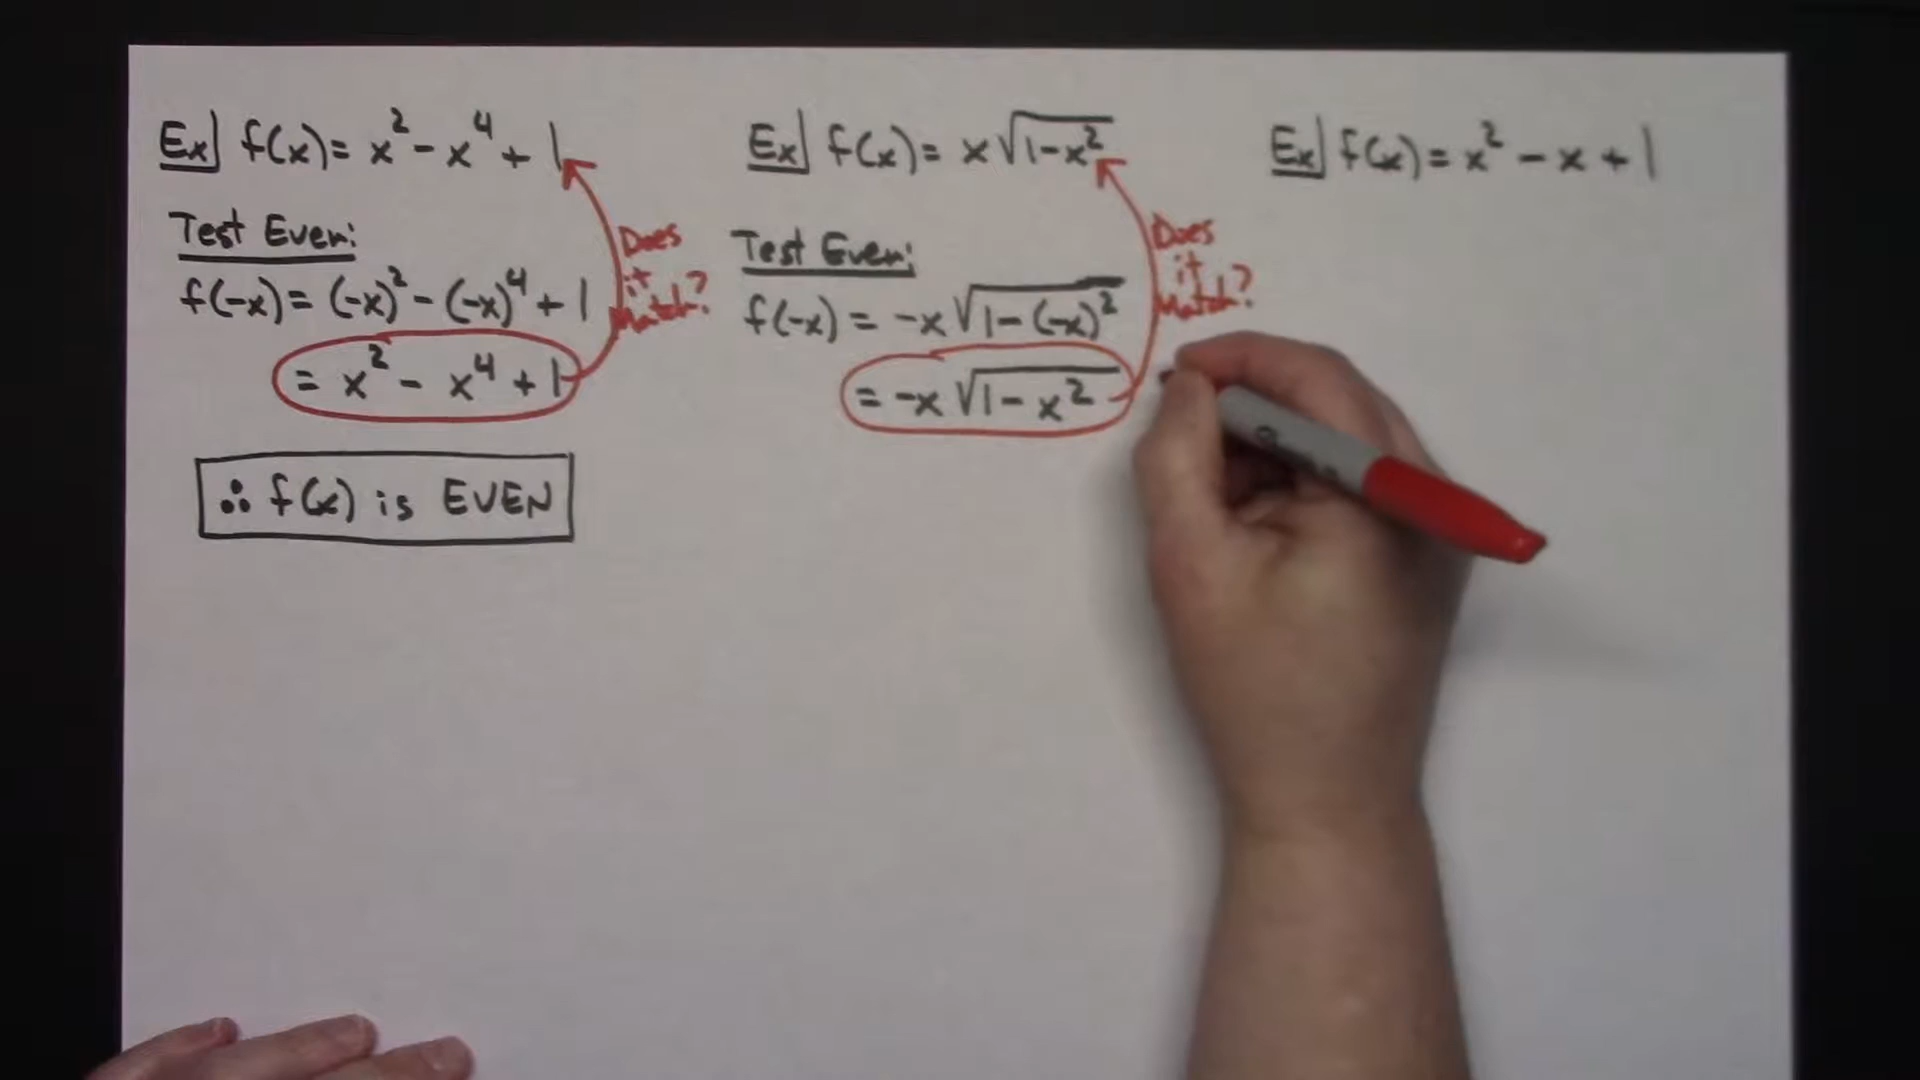 Ex f(x) = x² - x⁴ + 1
Test Even:
f(-x) = (-x)² - (-x)⁴ + 1
= x² - x⁴ + 1
Does
it
Match?
∴ f(x) is EVEN
Ex f(x) = x√(1-x²)
Test Even:
f(-x) = -x√(1-(-x)²)
= -x√(1-x²)
Does
it
Match?
Ex f(x) = x² - x + 1